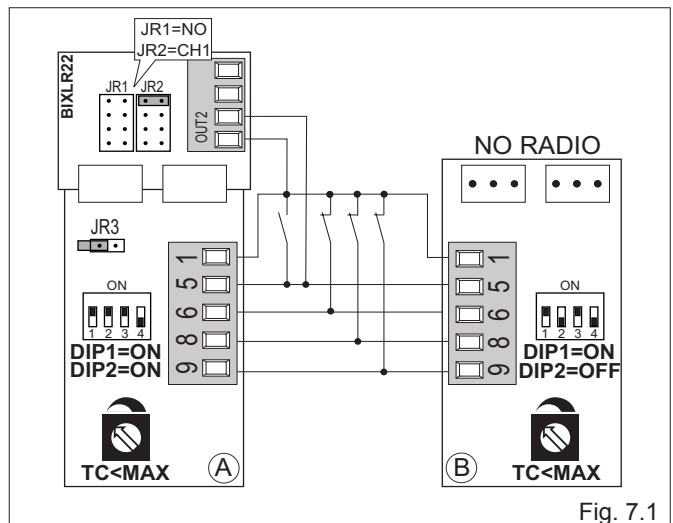 JR1=NO
JR2=CH1
BIXLR22
JR1 JR2
OUT2
NO RADIO
JR3
1
5
6
8
9
1
5
6
8
9
ON
1 2 3 4
DIP1=ON
DIP2=ON
ON
1 2 3 4
DIP1=ON
DIP2=OFF
TC<MAX
A
B
TC<MAX
Fig. 7.1